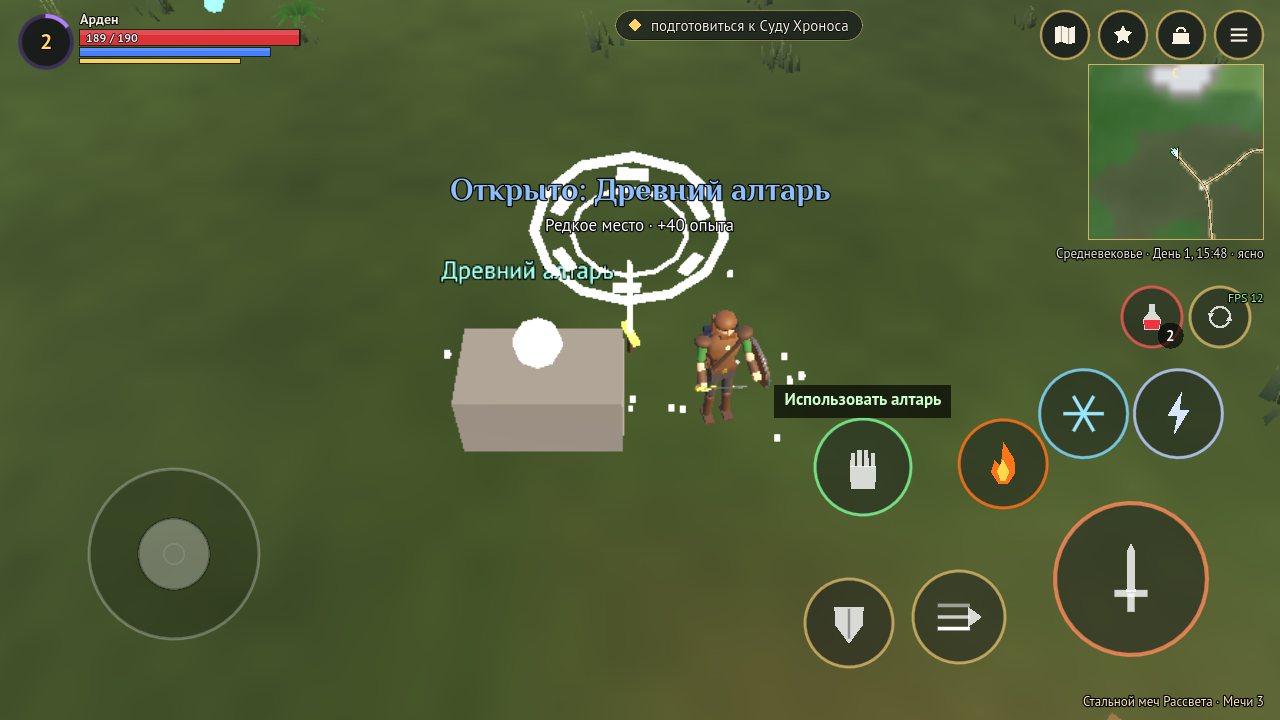 2
Арден
189 / 190
подготовиться к Суду Хроноса
С
Средневековье · День 1, 15:48 · ясно
FPS 12
2
Открыто: Древний алтарь
Редкое место · +40 опыта
Древний алтарь
Использовать алтарь
Стальной меч Рассвета · Мечи 3